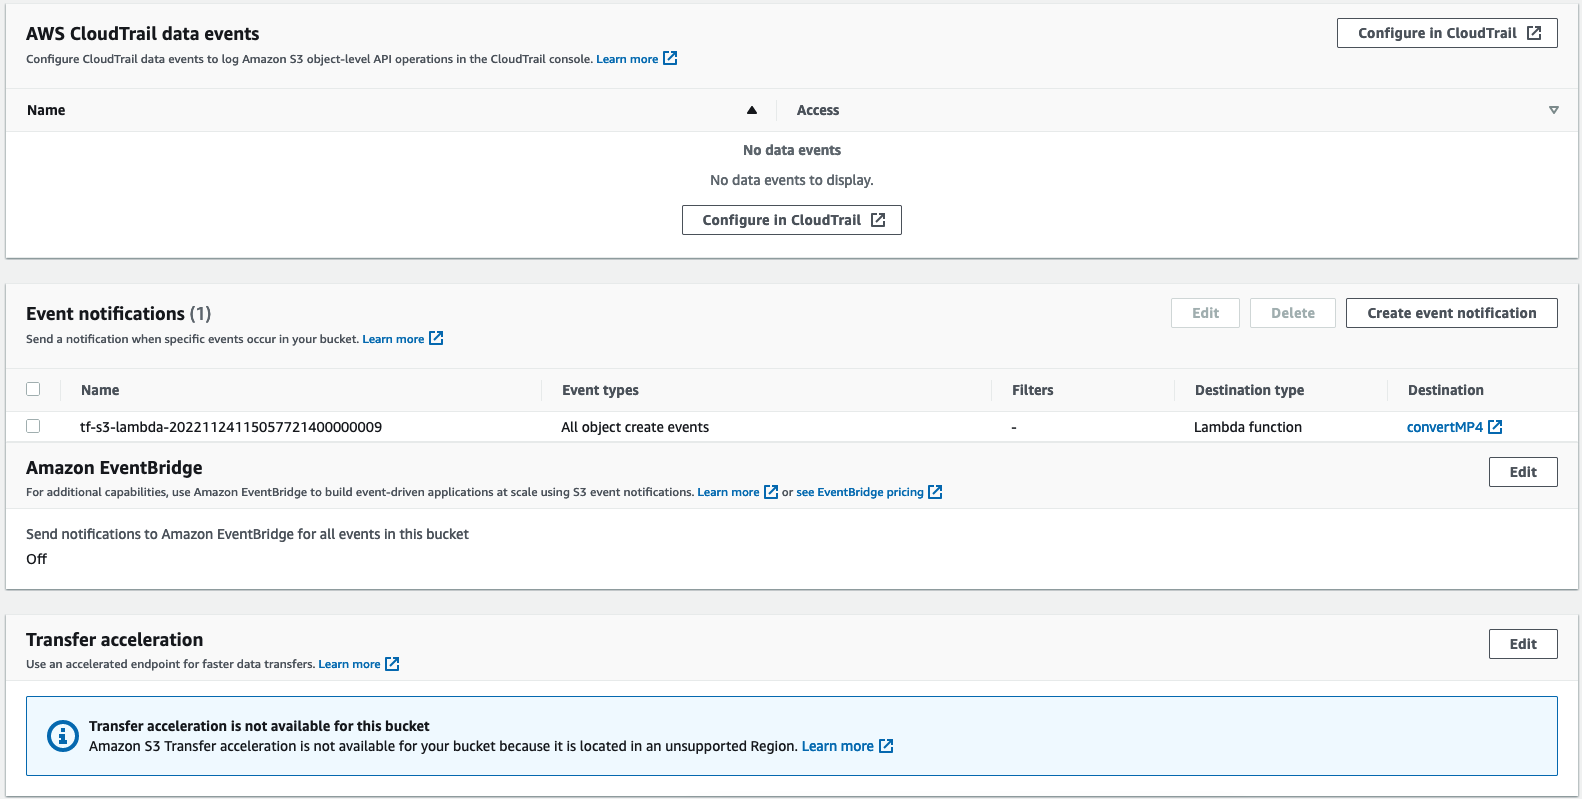 AWS CloudTrail data events
Configure in CloudTrail
Configure CloudTrail data events to log Amazon S3 object-level API operations in the CloudTrail console. Learn more
Name Access
No data events
No data events to display.
Configure in CloudTrail
Event notifications (1)
Edit Delete Create event notification
Send a notification when specific events occur in your bucket. Learn more
Name Event types Filters Destination type Destination
tf-s3-lambda-20221124115057721400000009 All object create events - Lambda function convertMP4
Amazon EventBridge
Edit
For additional capabilities, use Amazon EventBridge to build event-driven applications at scale using S3 event notifications. Learn more or see EventBridge pricing
Send notifications to Amazon EventBridge for all events in this bucket
Off
Transfer acceleration
Edit
Use an accelerated endpoint for faster data transfers. Learn more
Transfer acceleration is not available for this bucket
Amazon S3 Transfer acceleration is not available for your bucket because it is located in an unsupported Region. Learn more